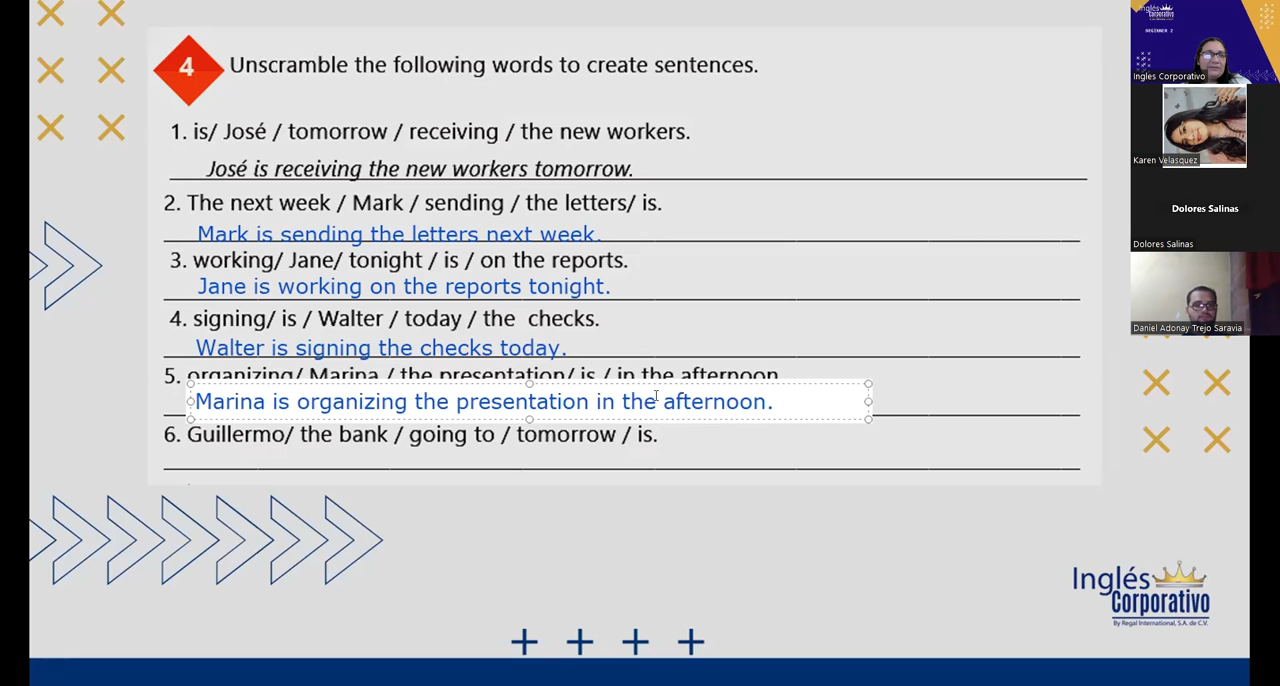 4
Unscramble the following words to create sentences.
1. is/ José / tomorrow / receiving / the new workers.
José is receiving the new workers tomorrow.
2. The next week / Mark / sending / the letters/ is.
Mark is sending the letters next week.
3. working/ Jane/ tonight / is / on the reports.
Jane is working on the reports tonight.
4. signing/ is / Walter / today / the checks.
Walter is signing the checks today.
5. organizing/ Marina / the presentation/ is / in the afternoon
Marina is organizing the presentation in the afternoon.
6. Guillermo/ the bank / going to / tomorrow / is.
Inglés
Corporativo
By Regal International, S.A. de C.V.
Inglés
Corporativo
BEGINNER 2
Ingles Corporativo
Karen Velasquez
Dolores Salinas
Dolores Salinas
Daniel Adonay Trejo Saravia